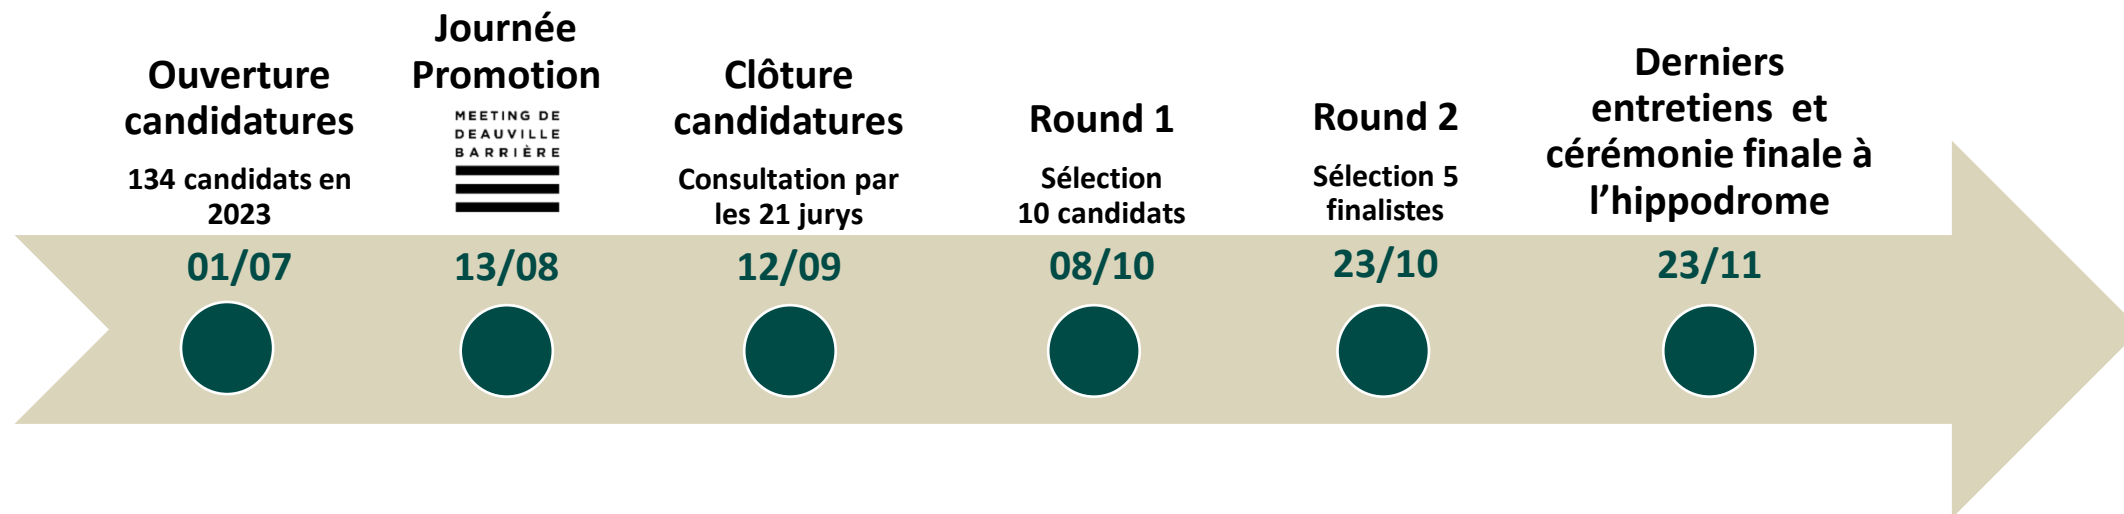 Ouverture
candidatures
134 candidats en
2023
01/07
Journée
Promotion
MEETING DE
DEAUVILLE
BARRIÈRE
13/08
Clôture
candidatures
Consultation par
les 21 jurys
12/09
Round 1
Sélection
10 candidats
08/10
Round 2
Sélection 5
finalistes
23/10
Derniers
entretiens et
cérémonie finale à
l’hippodrome
23/11